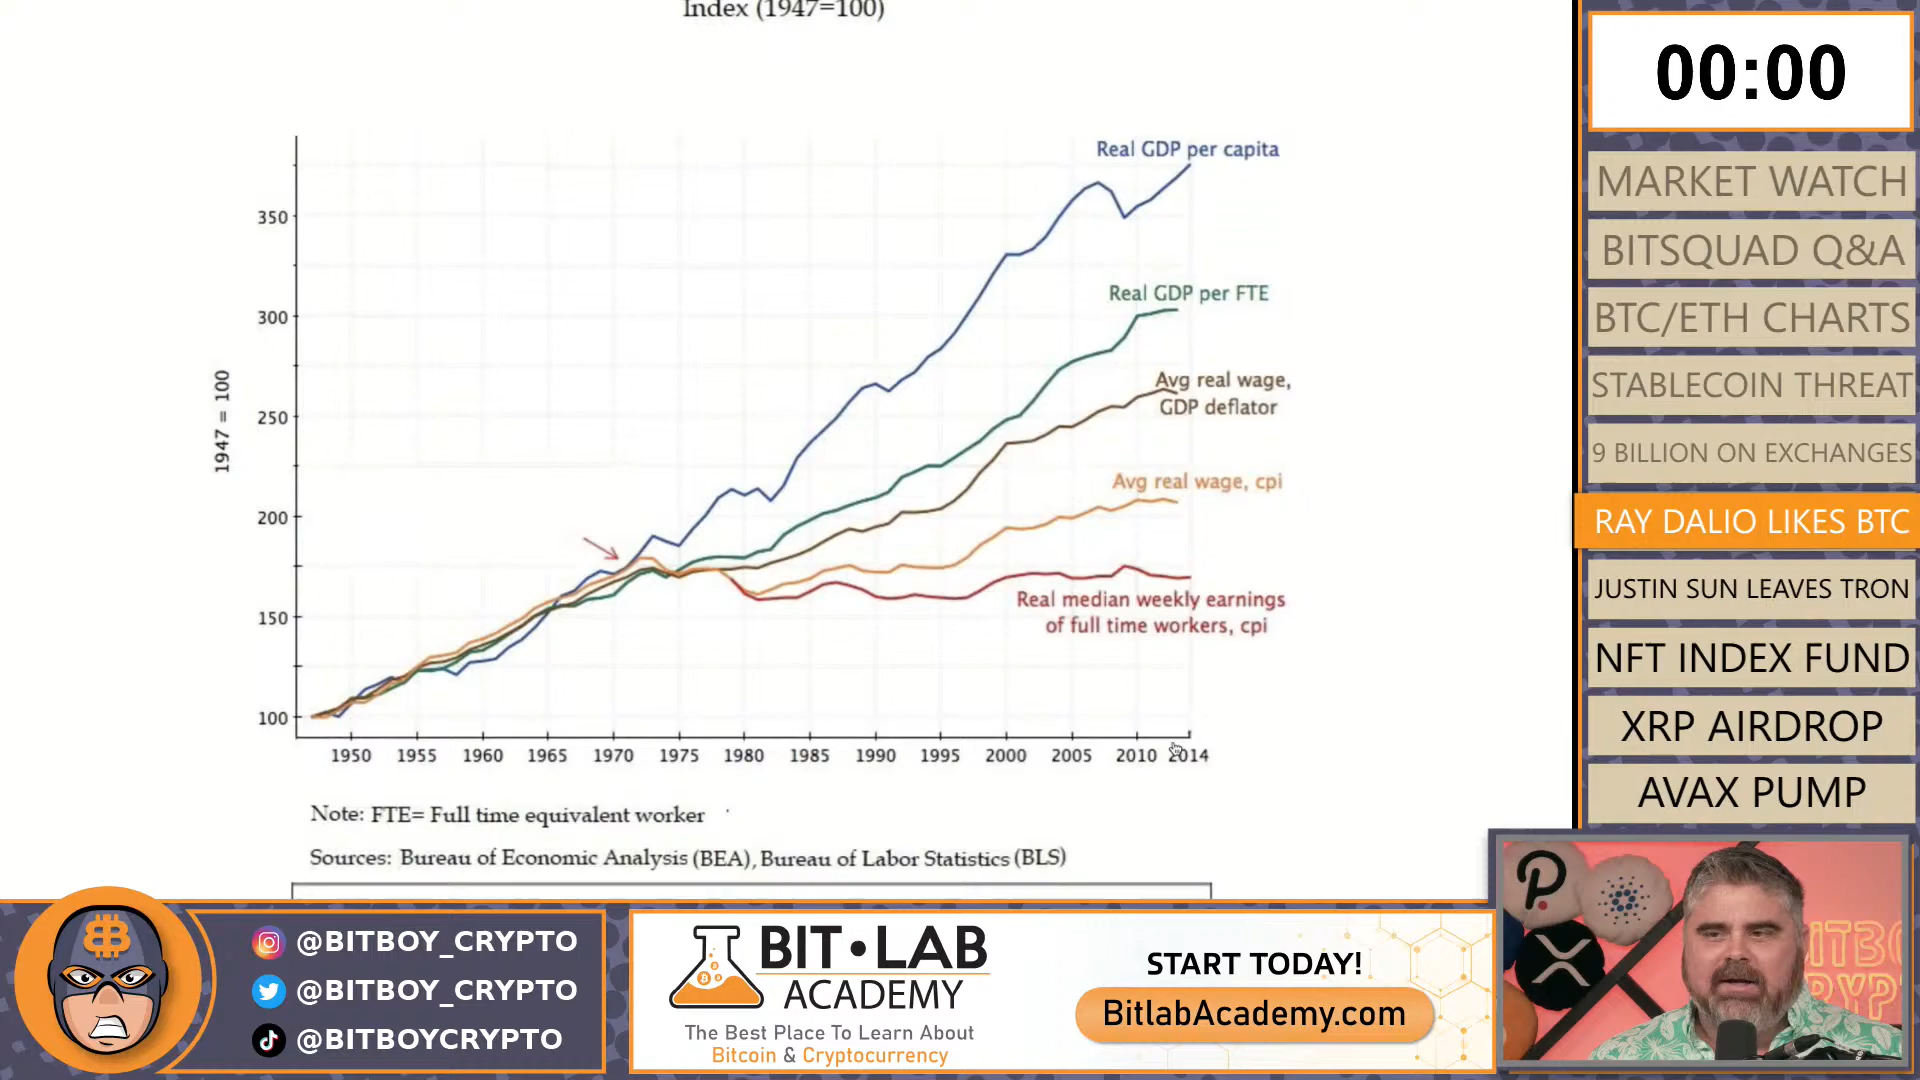 Index (1947=100)
Real GDP per capita
Real GDP per FTE
Avg real wage,
GDP deflator
Avg real wage, cpi
Real median weekly earnings
of full time workers, cpi
1947 = 100
350
300
250
200
150
100
1950 1955 1960 1965 1970 1975 1980 1985 1990 1995 2000 2005 2010 2014
Note: FTE= Full time equivalent worker
Sources: Bureau of Economic Analysis (BEA), Bureau of Labor Statistics (BLS)
00:00
MARKET WATCH
BITSQUAD Q&A
BTC/ETH CHARTS
STABLECOIN THREAT
9 BILLION ON EXCHANGES
RAY DALIO LIKES BTC
JUSTIN SUN LEAVES TRON
NFT INDEX FUND
XRP AIRDROP
AVAX PUMP
@BITBOY_CRYPTO
@BITBOY_CRYPTO
@BITBOYCRYPTO
BIT•LAB
ACADEMY
The Best Place To Learn About
Bitcoin & Cryptocurrency
START TODAY!
BitlabAcademy.com